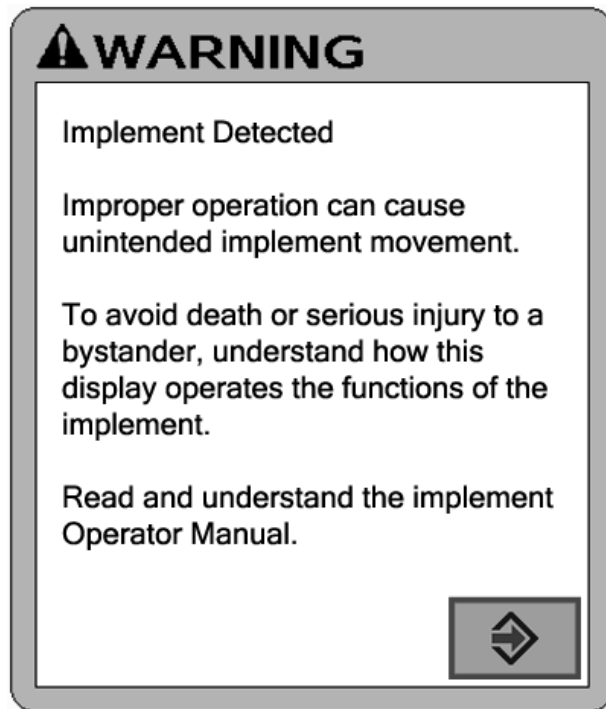 WARNING
Implement Detected
Improper operation can cause
unintended implement movement.
To avoid death or serious injury to a
bystander, understand how this
display operates the functions of the
implement.
Read and understand the implement
Operator Manual.